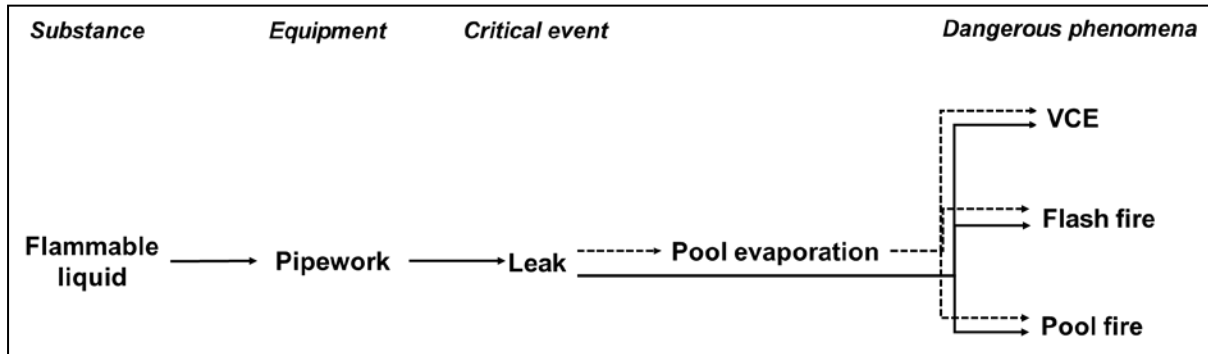 Substance Equipment Critical event Dangerous phenomena
VCE
Flash fire
Flammable
liquid
Pipework
Leak
Pool evaporation
Pool fire